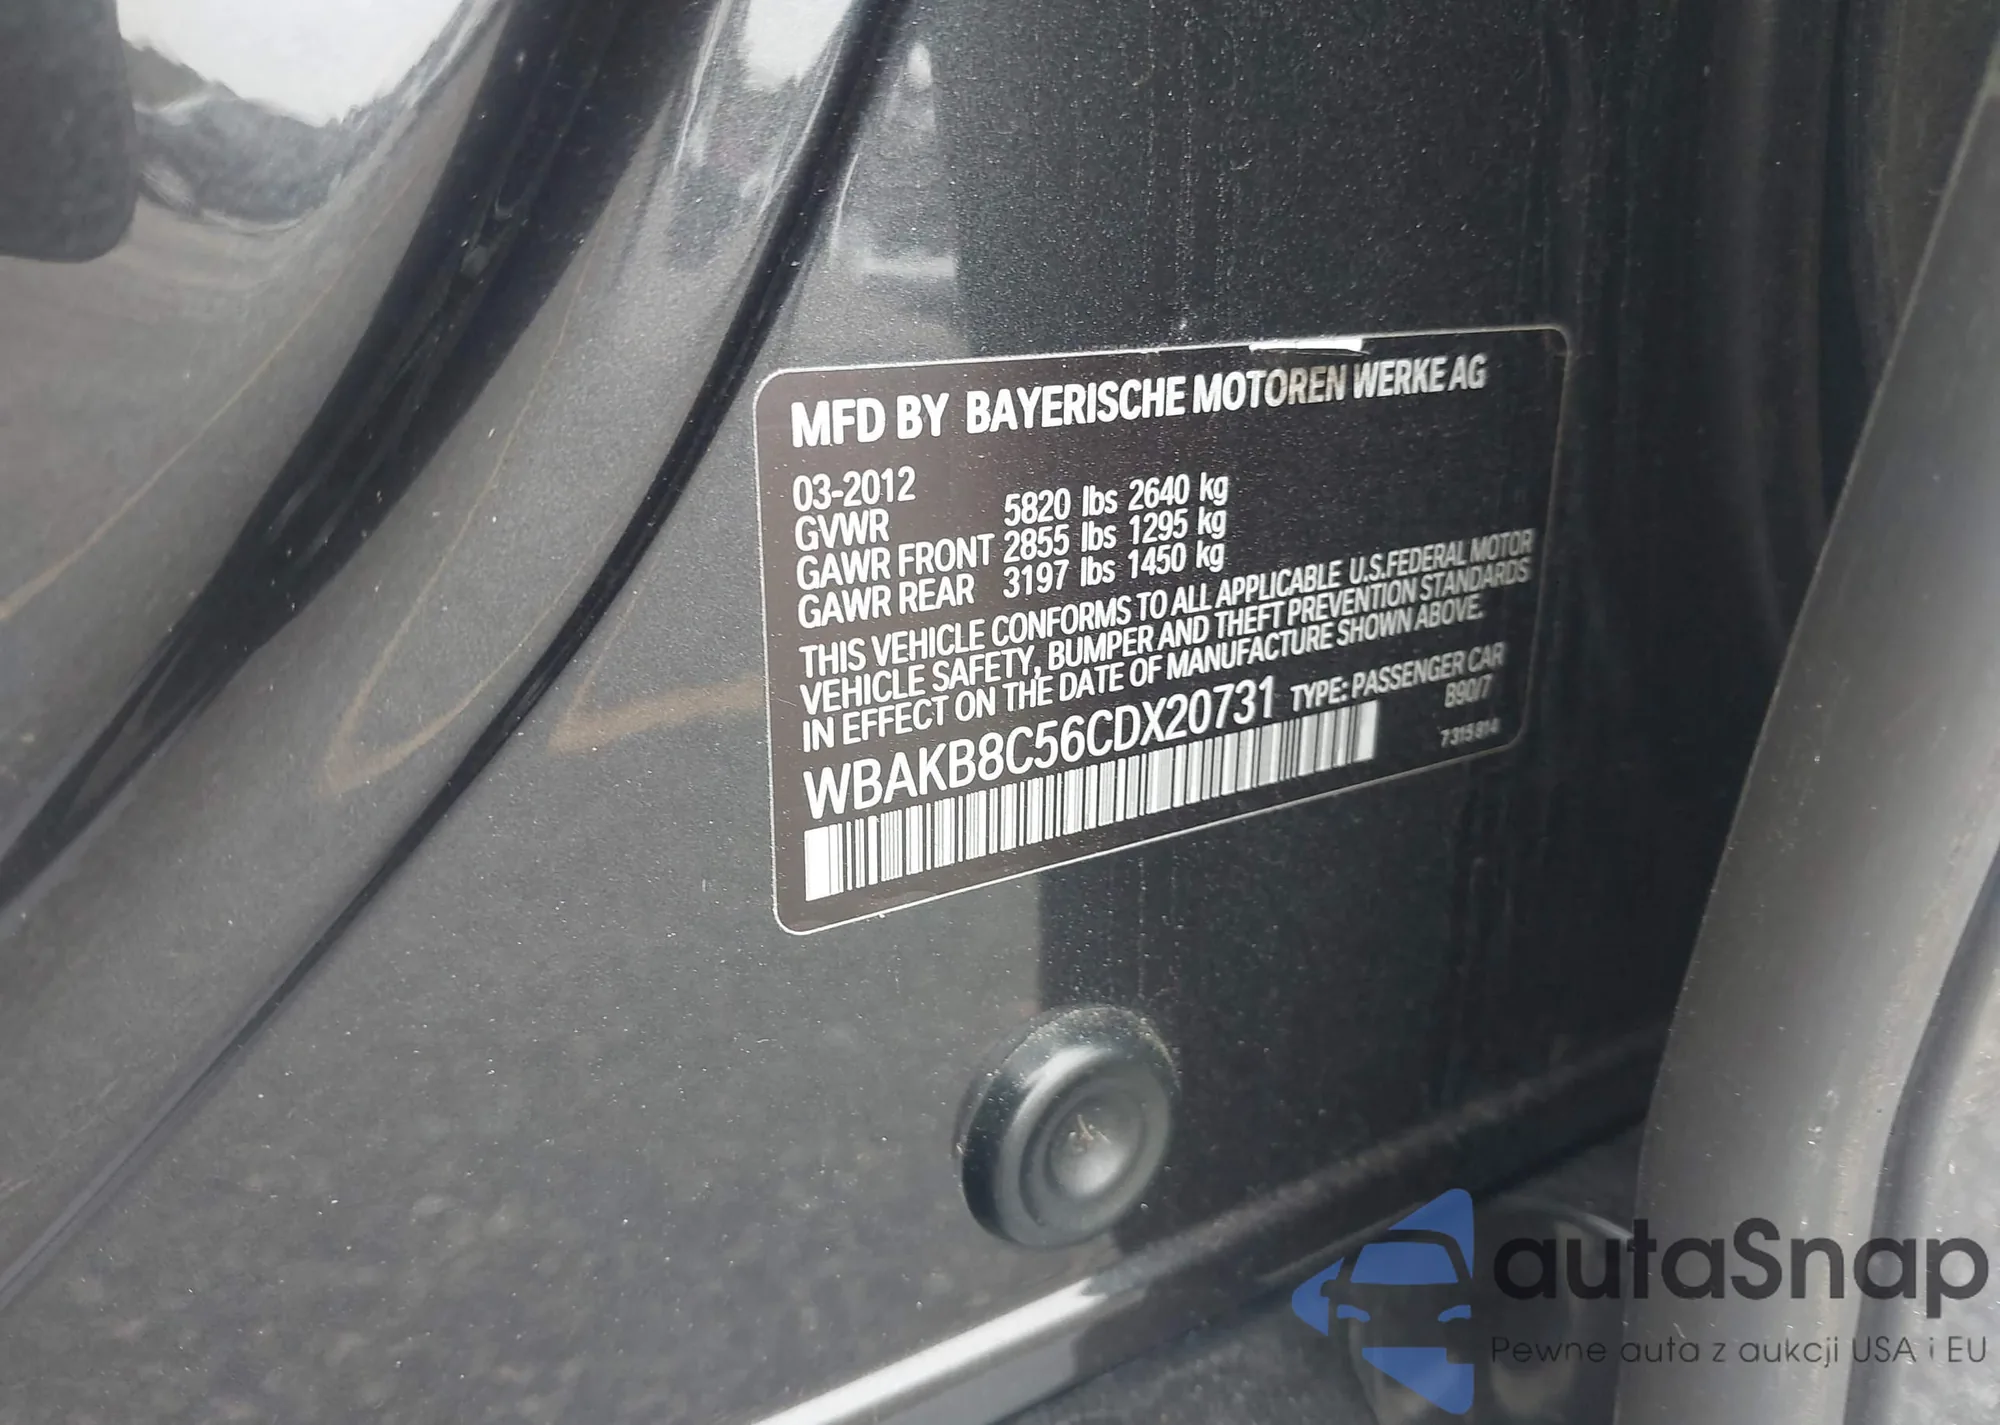 MFD BY BAYERISCHE MOTOREN WERKE AG
03-2012
GVWR 5820 lbs 2640 kg
GAWR FRONT 2855 lbs 1295 kg
GAWR REAR 3197 lbs 1450 kg
THIS VEHICLE CONFORMS TO ALL APPLICABLE U.S.FEDERAL MOTOR
VEHICLE SAFETY, BUMPER AND THEFT PREVENTION STANDARDS
IN EFFECT ON THE DATE OF MANUFACTURE SHOWN ABOVE.
WBAKB8C56CDX20731 TYPE: PASSENGER CAR
B90/7
7 315 814
autaSnap
Pewne auta z aukcji USA i EU